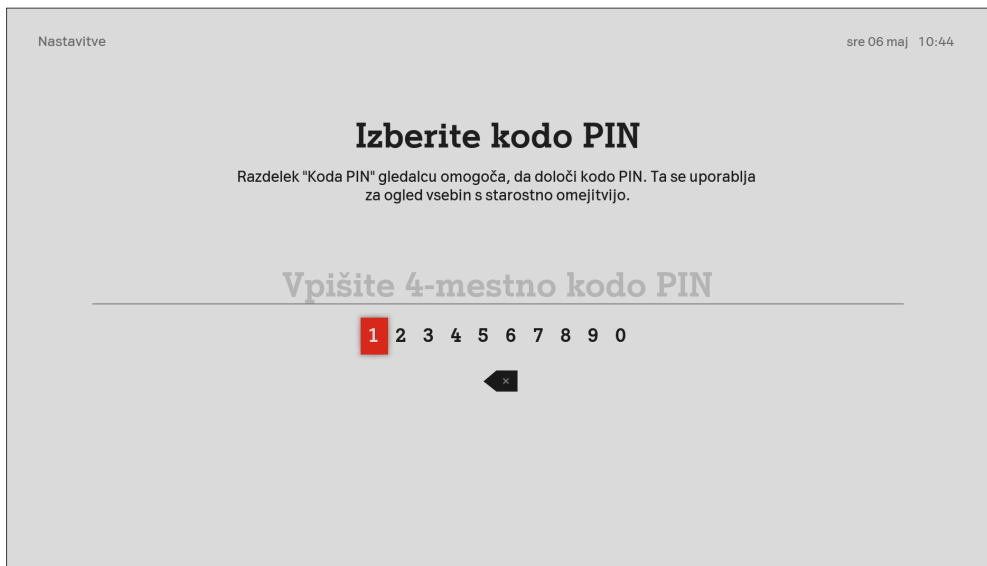 Nastavitve
sre 06 maj 10:44
Izberite kodo PIN
Razdelek "Koda PIN" gledalcu omogoča, da določi kodo PIN. Ta se uporablja
za ogled vsebin s starostno omejitvijo.
Vpišite 4-mestno kodo PIN
1 2 3 4 5 6 7 8 9 0
×